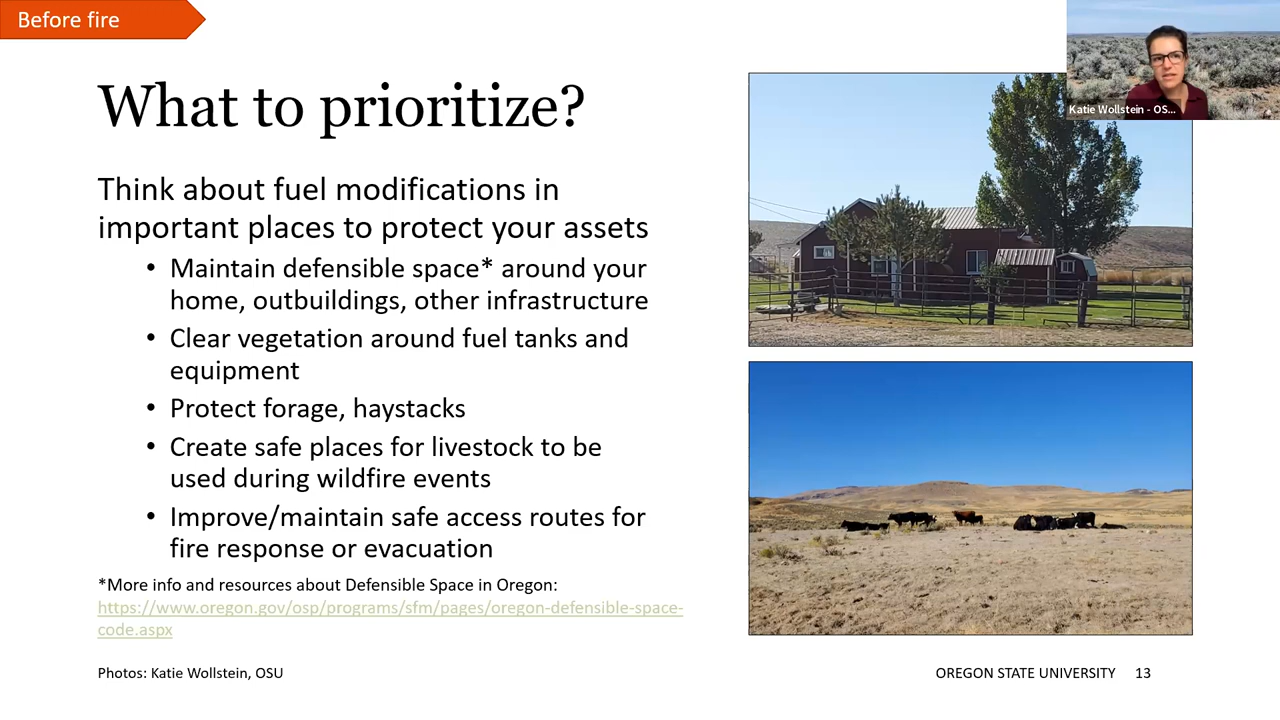 Before fire
Katie Wollstein - OS...
What to prioritize?
Think about fuel modifications in
important places to protect your assets
• Maintain defensible space* around your
home, outbuildings, other infrastructure
• Clear vegetation around fuel tanks and
equipment
• Protect forage, haystacks
• Create safe places for livestock to be
used during wildfire events
• Improve/maintain safe access routes for
fire response or evacuation
*More info and resources about Defensible Space in Oregon:
https://www.oregon.gov/osp/programs/sfm/pages/oregon-defensible-space-
code.aspx
Photos: Katie Wollstein, OSU
OREGON STATE UNIVERSITY 13